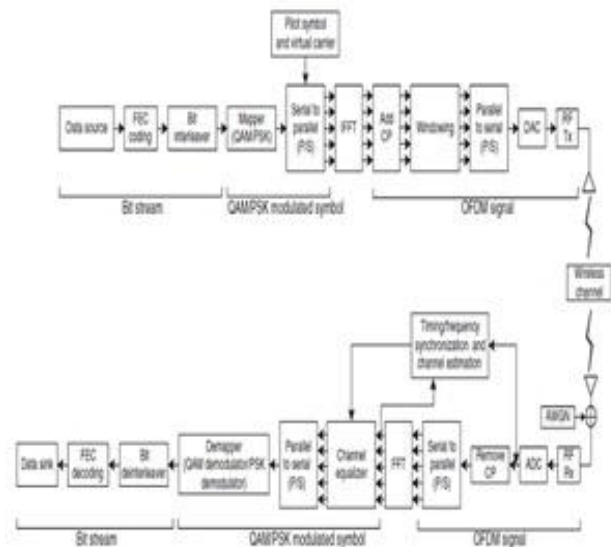 Pilot symbol
and virtual carrier
Data source
FEC
coding
Bit
interleaver
Mapper
(QAM/PSK)
Serial to
parallel
(P/S)
IFFT
Add
CP
Windowing
Parallel
to serial
(P/S)
DAC
RF
Tx
Bit stream
QAM/PSK modulated symbol
OFDM signal
Wireless
channel
Timing/frequency
synchronization and
channel estimation
AWGN
Data sink
FEC
decoding
Bit
deinterleaver
Demapper
(QAM demodulator/PSK
demodulator)
Parallel
to serial
(P/S)
Channel
equalizer
FFT
Serial to
parallel
(P/S)
Remove
CP
ADC
RF
Rx
Bit stream
QAM/PSK modulated symbol
OFDM signal